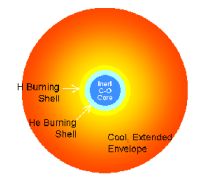 Inert
C-O
Core
H Burning
Shell
He Burning
Shell
Cool, Extended
Envelope